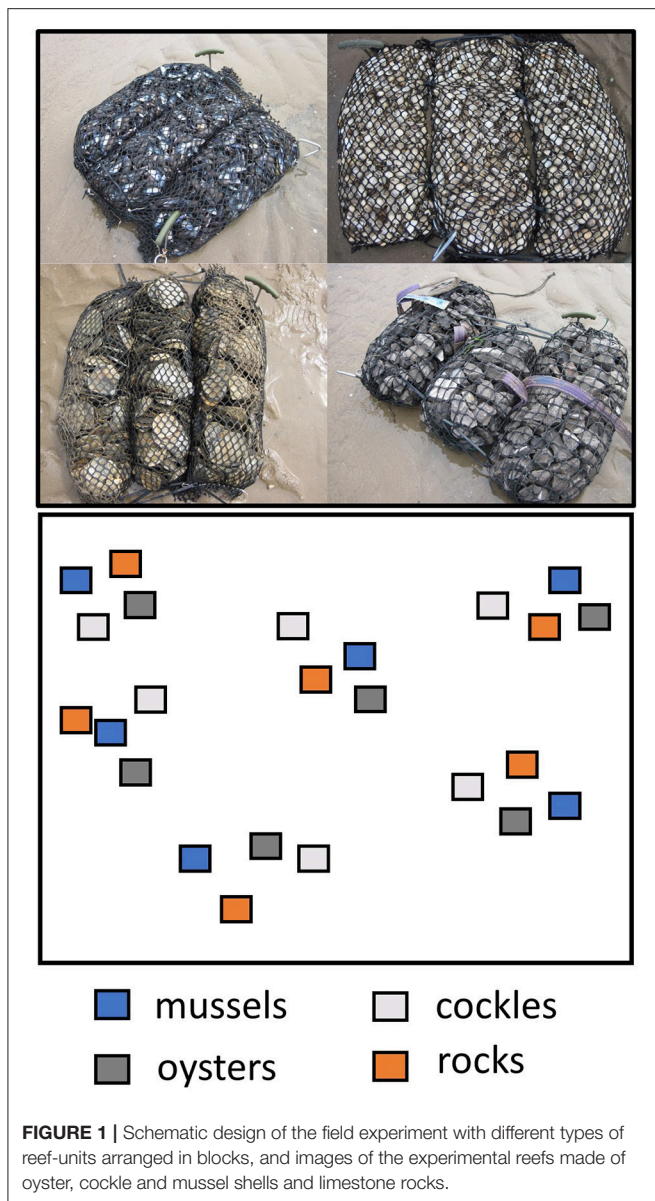 mussels
cockles
oysters
rocks
FIGURE 1 | Schematic design of the field experiment with different types of
reef-units arranged in blocks, and images of the experimental reefs made of
oyster, cockle and mussel shells and limestone rocks.